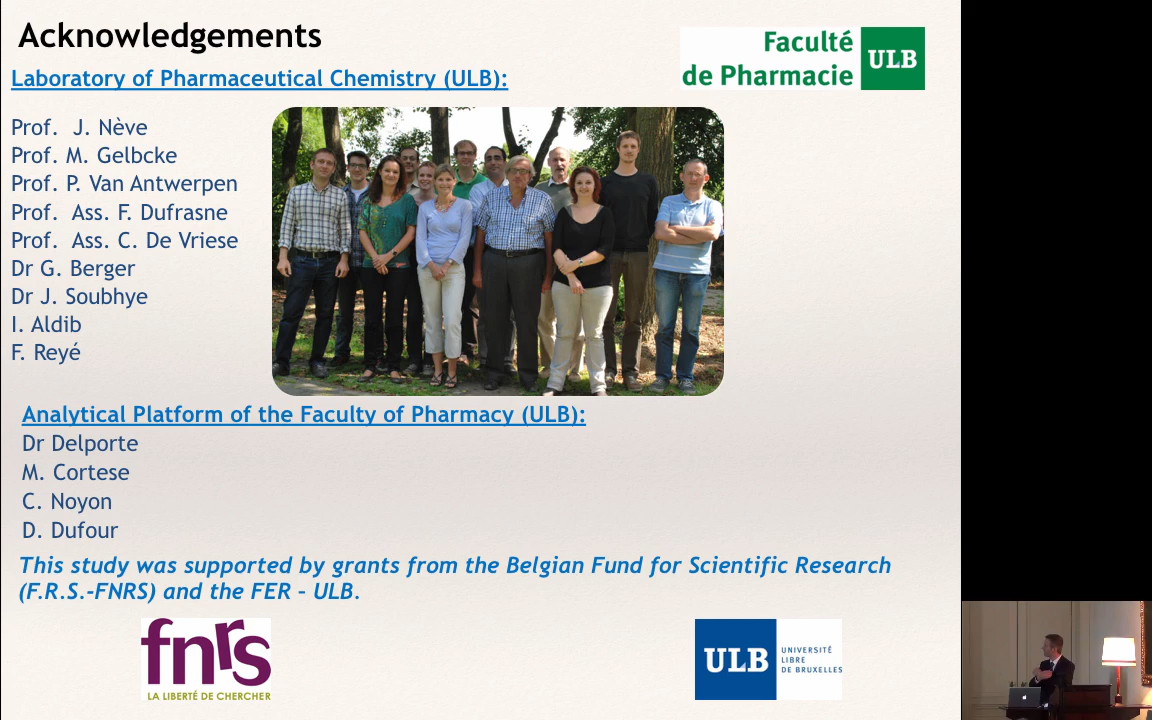 Acknowledgements
Faculté
de Pharmacie
ULB
Laboratory of Pharmaceutical Chemistry (ULB):
Prof. J. Nève
Prof. M. Gelbcke
Prof. P. Van Antwerpen
Prof. Ass. F. Dufrasne
Prof. Ass. C. De Vriese
Dr G. Berger
Dr J. Soubhye
I. Aldib
F. Reyé
Analytical Platform of the Faculty of Pharmacy (ULB):
Dr Delporte
M. Cortese
C. Noyon
D. Dufour
This study was supported by grants from the Belgian Fund for Scientific Research
(F.R.S.-FNRS) and the FER – ULB.
fnrs
LA LIBERTÉ DE CHERCHER
ULB
UNIVERSITÉ
LIBRE
DE BRUXELLES